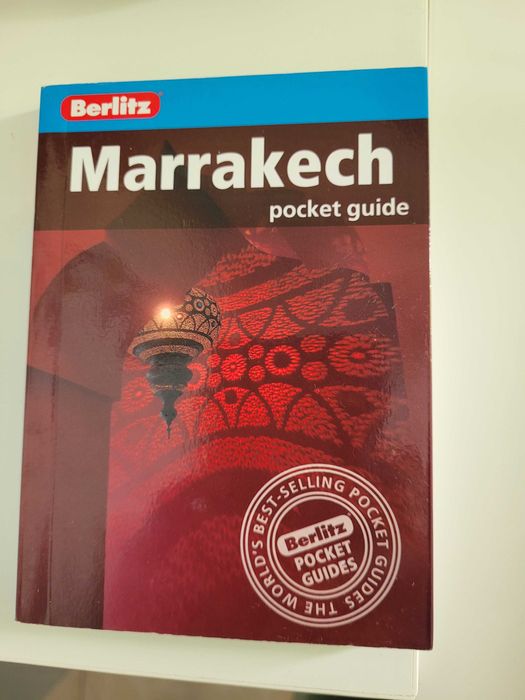 Berlitz
Marrakech
pocket guide
THE WORLD'S BEST-SELLING POCKET GUIDES
Berlitz
POCKET
GUIDES